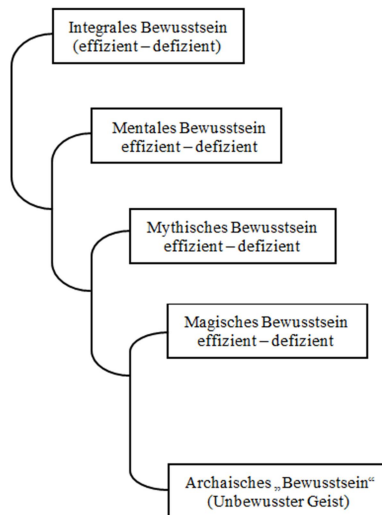 Integrales Bewusstsein
(effizient – defizient)
Mentales Bewusstsein
effizient – defizient
Mythisches Bewusstsein
effizient – defizient
Magisches Bewusstsein
effizient – defizient
Archaisches „Bewusstsein“
(Unbewusster Geist)